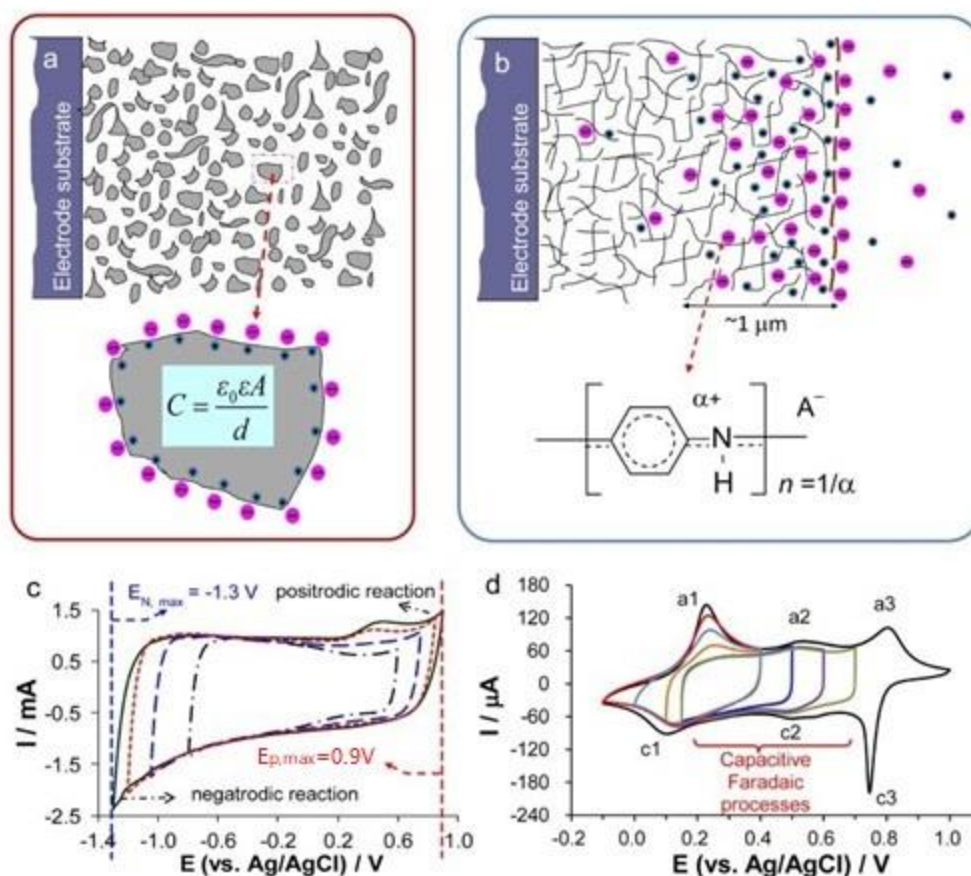 a
Electrode substrate
C = ε₀εA / d
b
Electrode substrate
~1 μm
α+
A⁻
N
H
n =1/α
c
E_N, max = -1.3 V
positrodic reaction
1.5
0.5
-0.5
-1.5
-2.5
I / mA
Ep,max=0.9V
negatrodic reaction
-1.4
-1.0
-0.6
-0.2
0.2
0.6
1.0
E (vs. Ag/AgCl) / V
d
180
120
60
0
-60
-120
-180
-240
I / μA
a1
a2
a3
c1
c2
c3
Capacitive
Faradaic
processes
-0.2
0.0
0.2
0.4
0.6
0.8
1.0
E (vs. Ag/AgCl) / V